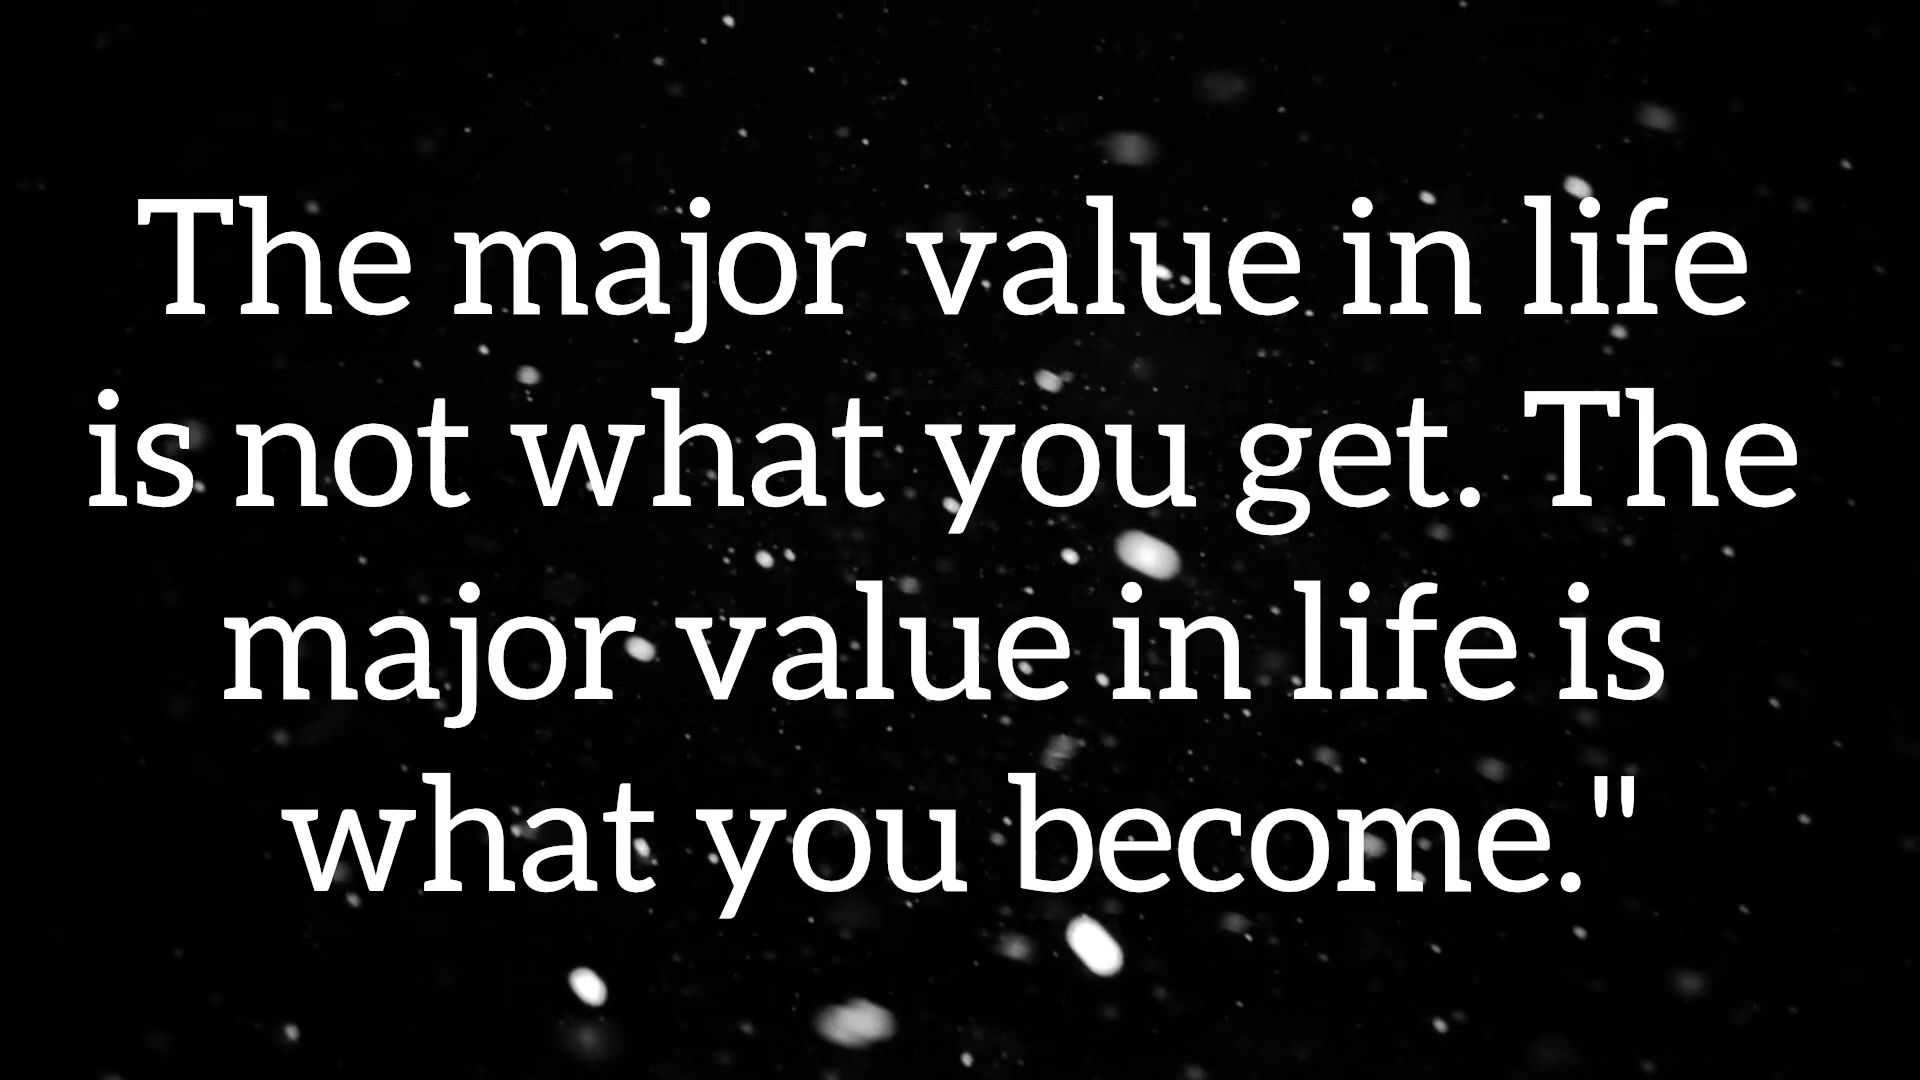 The major value in life
is not what you get. The
major value in life is
what you become."